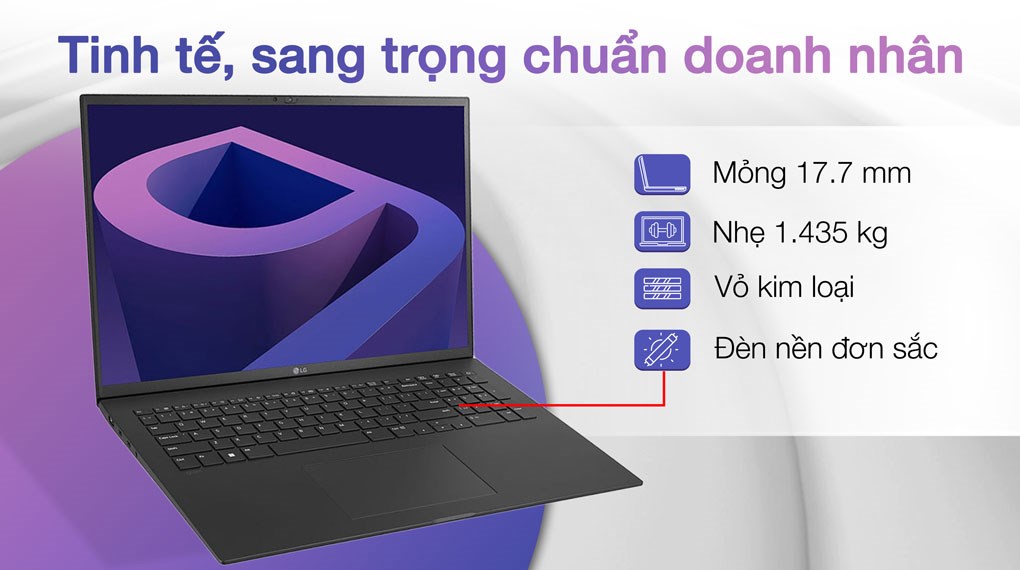 Tinh tế, sang trọng chuẩn doanh nhân
Mỏng 17.7 mm
Nhẹ 1.435 kg
Vỏ kim loại
Đèn nền đơn sắc
LG